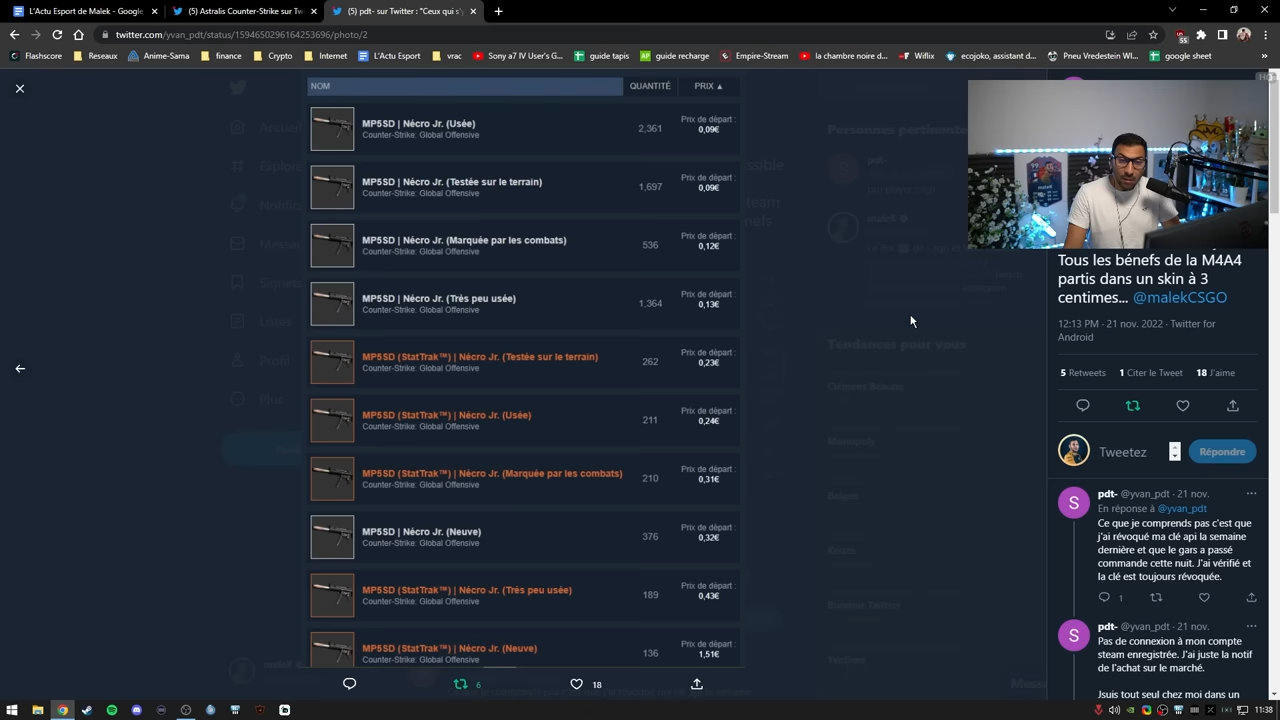 L'Actu Esport de Malek - Google
(5) Astralis Counter-Strike sur Tw
(5) pdt- sur Twitter : "Ceux qui s'y
twitter.com/yvan_pdt/status/1594650296164253696/photo/2
Flashscore
Reseaux
Anime-Sama
finance
crypto
Internet
L'Actu Esport
vrac
Sony a7 IV User's G...
guide tapis
guide recharge
Empire-Stream
la chambre noire d...
Wiflix
ecojoko, assistant d...
Pneu Vredestein W...
google sheet
NOM
QUANTITÉ
PRIX ▲
MP5SD | Nécro Jr. (Usée)
Counter-Strike: Global Offensive
2,361
Prix de départ :
0,09€
MP5SD | Nécro Jr. (Testée sur le terrain)
Counter-Strike: Global Offensive
1,697
Prix de départ :
0,09€
MP5SD | Nécro Jr. (Marquée par les combats)
Counter-Strike: Global Offensive
536
Prix de départ :
0,12€
MP5SD | Nécro Jr. (Très peu usée)
Counter-Strike: Global Offensive
1,364
Prix de départ :
0,13€
MP5SD (StatTrak™) | Nécro Jr. (Testée sur le terrain)
Counter-Strike: Global Offensive
262
Prix de départ :
0,23€
MP5SD (StatTrak™) | Nécro Jr. (Usée)
Counter-Strike: Global Offensive
211
Prix de départ :
0,24€
MP5SD (StatTrak™) | Nécro Jr. (Marquée par les combats)
Counter-Strike: Global Offensive
210
Prix de départ :
0,31€
MP5SD | Nécro Jr. (Neuve)
Counter-Strike: Global Offensive
376
Prix de départ :
0,32€
MP5SD (StatTrak™) | Nécro Jr. (Très peu usée)
Counter-Strike: Global Offensive
189
Prix de départ :
0,43€
MP5SD (StatTrak™) | Nécro Jr. (Neuve)
Counter-Strike: Global Offensive
136
Prix de départ :
1,51€
6
18
Personnes pertinentes
Tendances pour vous
Tous les bénefs de la M4A4
partis dans un skin à 3
centimes... @malekCSGO
12:13 PM · 21 nov. 2022 · Twitter for
Android
5 Retweets 1 Citer le Tweet 18 J'aime
Tweetez
Répondre
pdt- @yvan_pdt · 21 nov.
En réponse à @yvan_pdt
Ce que je comprends pas c'est que
j'ai révoqué ma clé api la semaine
dernière et que le gars a passé
commande cette nuit. J'ai vérifié et
la clé est toujours révoquée.
1
pdt- @yvan_pdt · 21 nov.
Pas de connexion à mon compte
steam enregistrée. J'ai juste la notif
de l'achat sur le marché.
Jsuis tout seul chez moi dans un
11:38